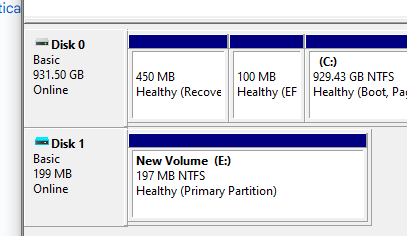 tica
Disk 0
Basic
931.50 GB
Online
450 MB
Healthy (Recove
100 MB
Healthy (EF
(C:)
929.43 GB NTFS
Healthy (Boot, Pa
Disk 1
Basic
199 MB
Online
New Volume (E:)
197 MB NTFS
Healthy (Primary Partition)